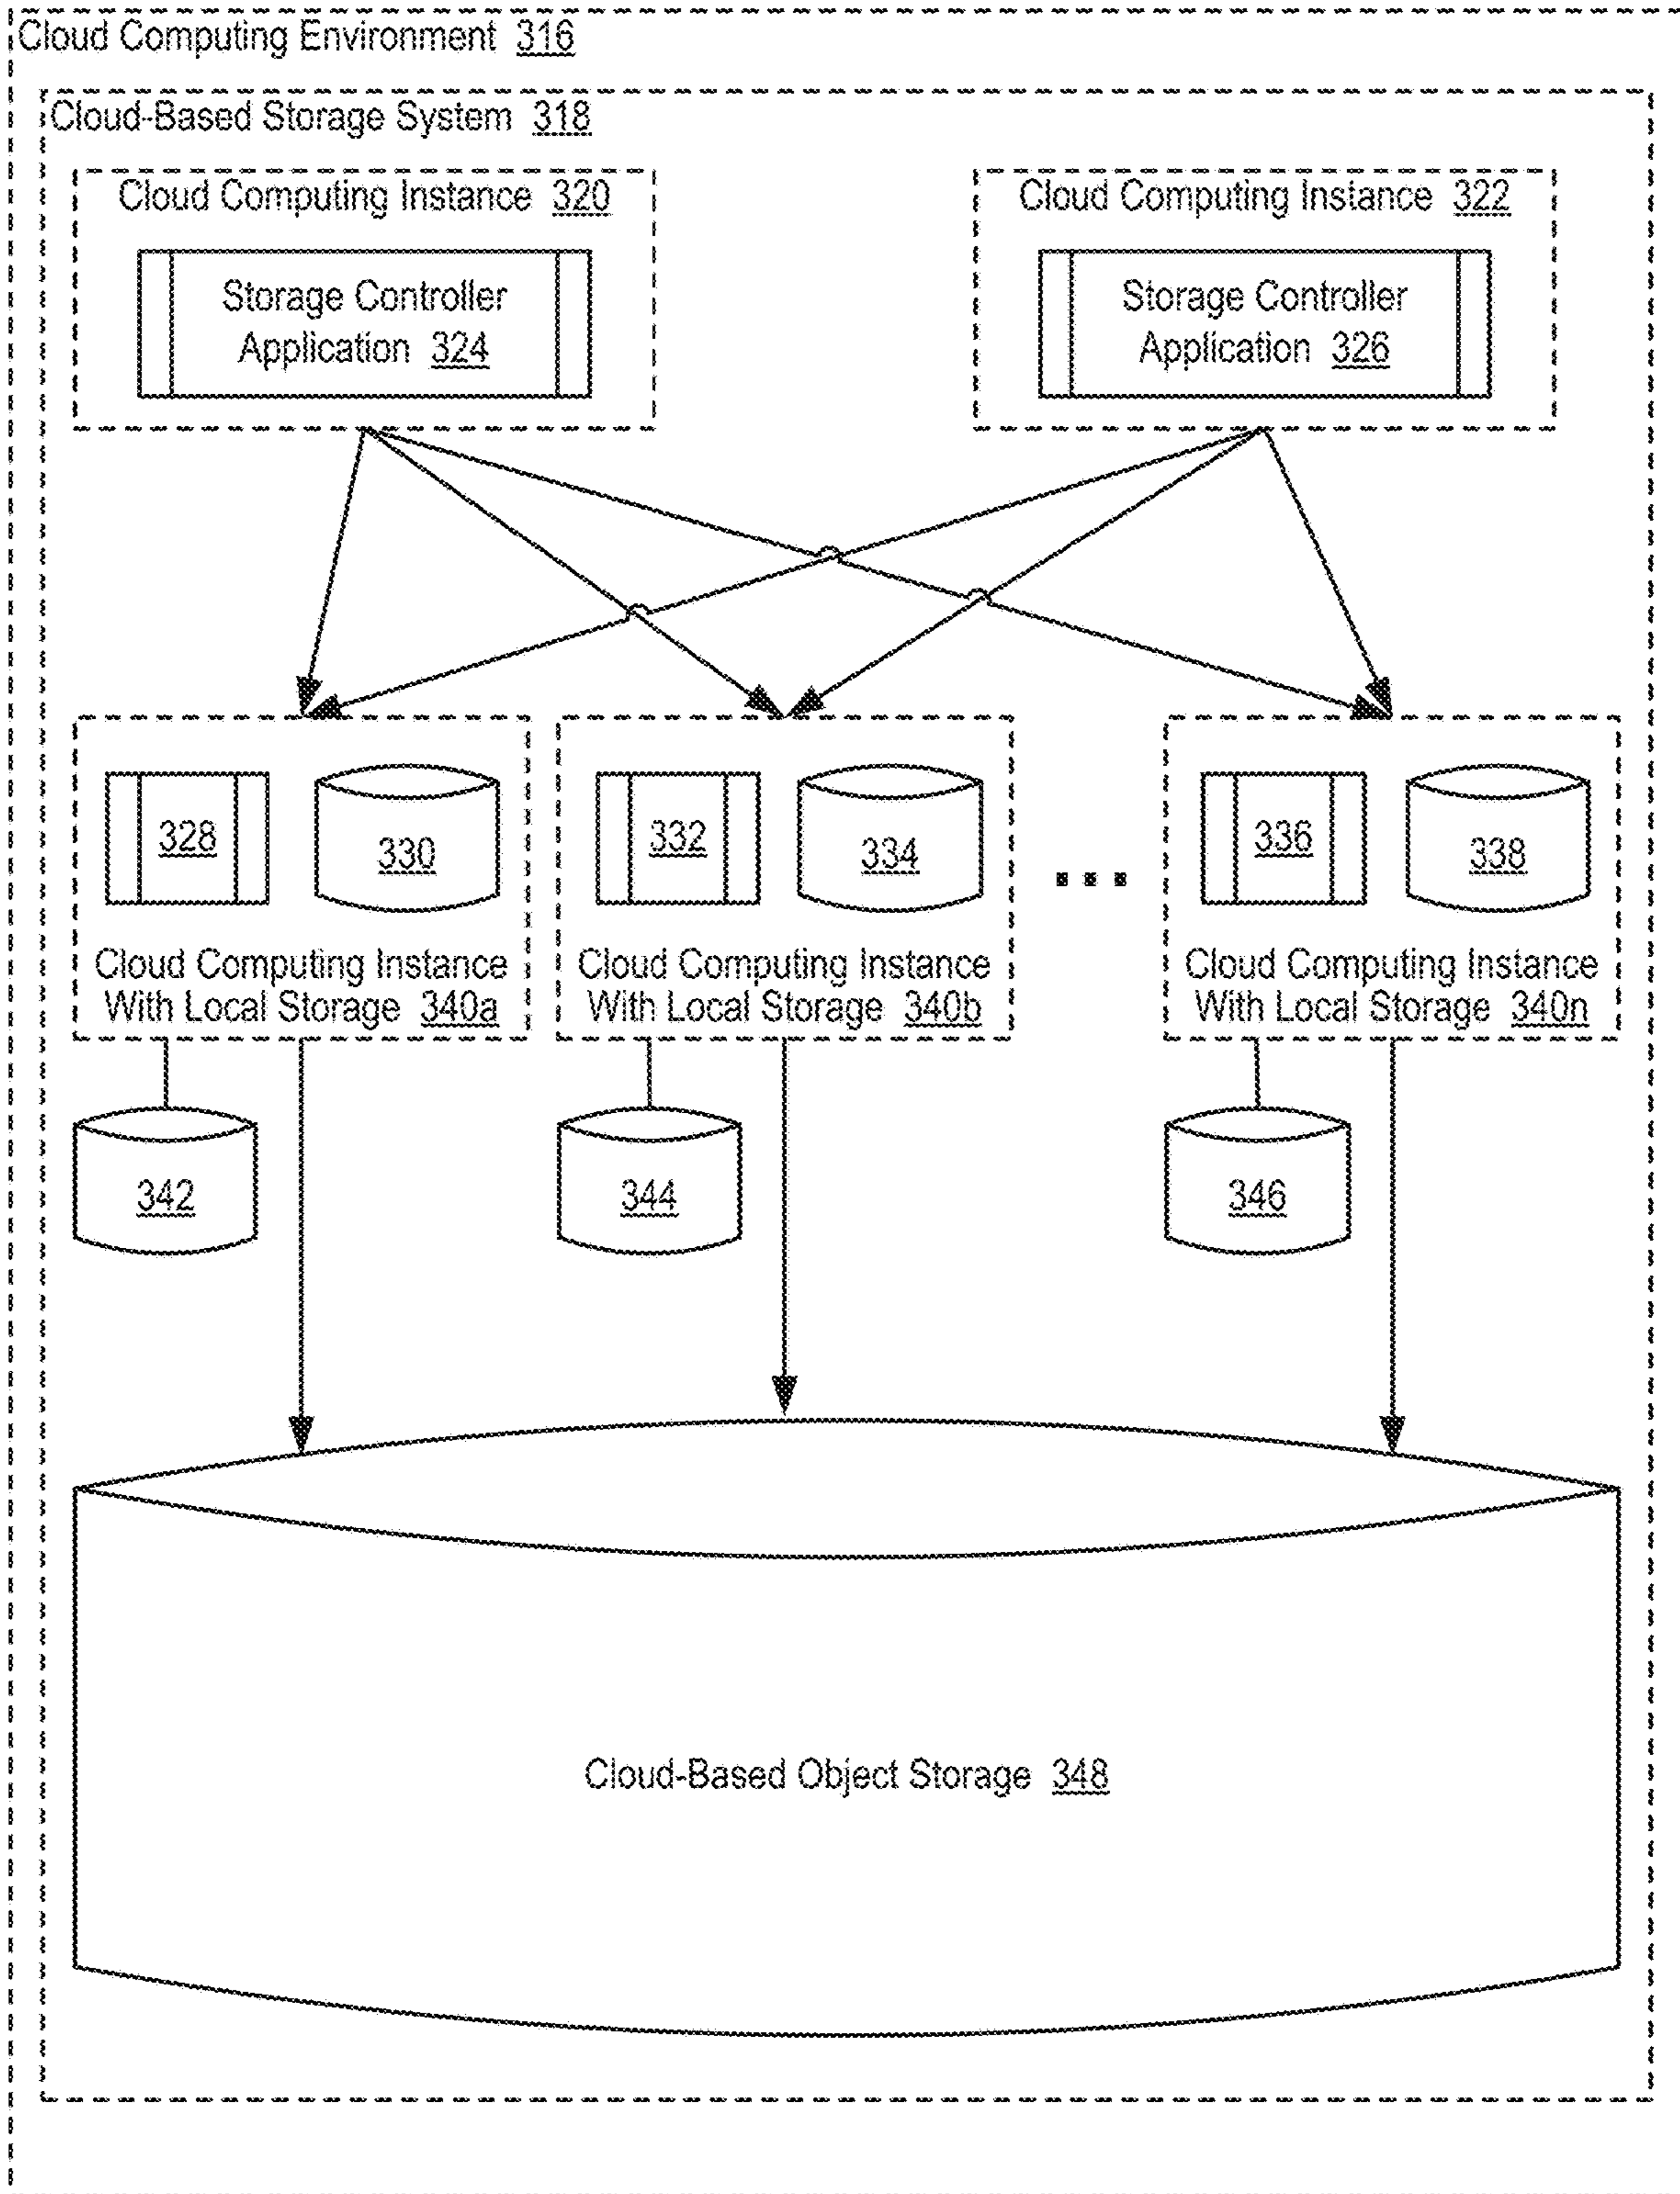 Cloud Computing Environment 316
Cloud-Based Storage System 318
Cloud Computing Instance 320
Storage Controller
Application 324
Cloud Computing Instance 322
Storage Controller
Application 326
328
330
Cloud Computing Instance
With Local Storage 340a
332
334
Cloud Computing Instance
With Local Storage 340b
...
336
338
Cloud Computing Instance
With Local Storage 340n
342
344
346
Cloud-Based Object Storage 348